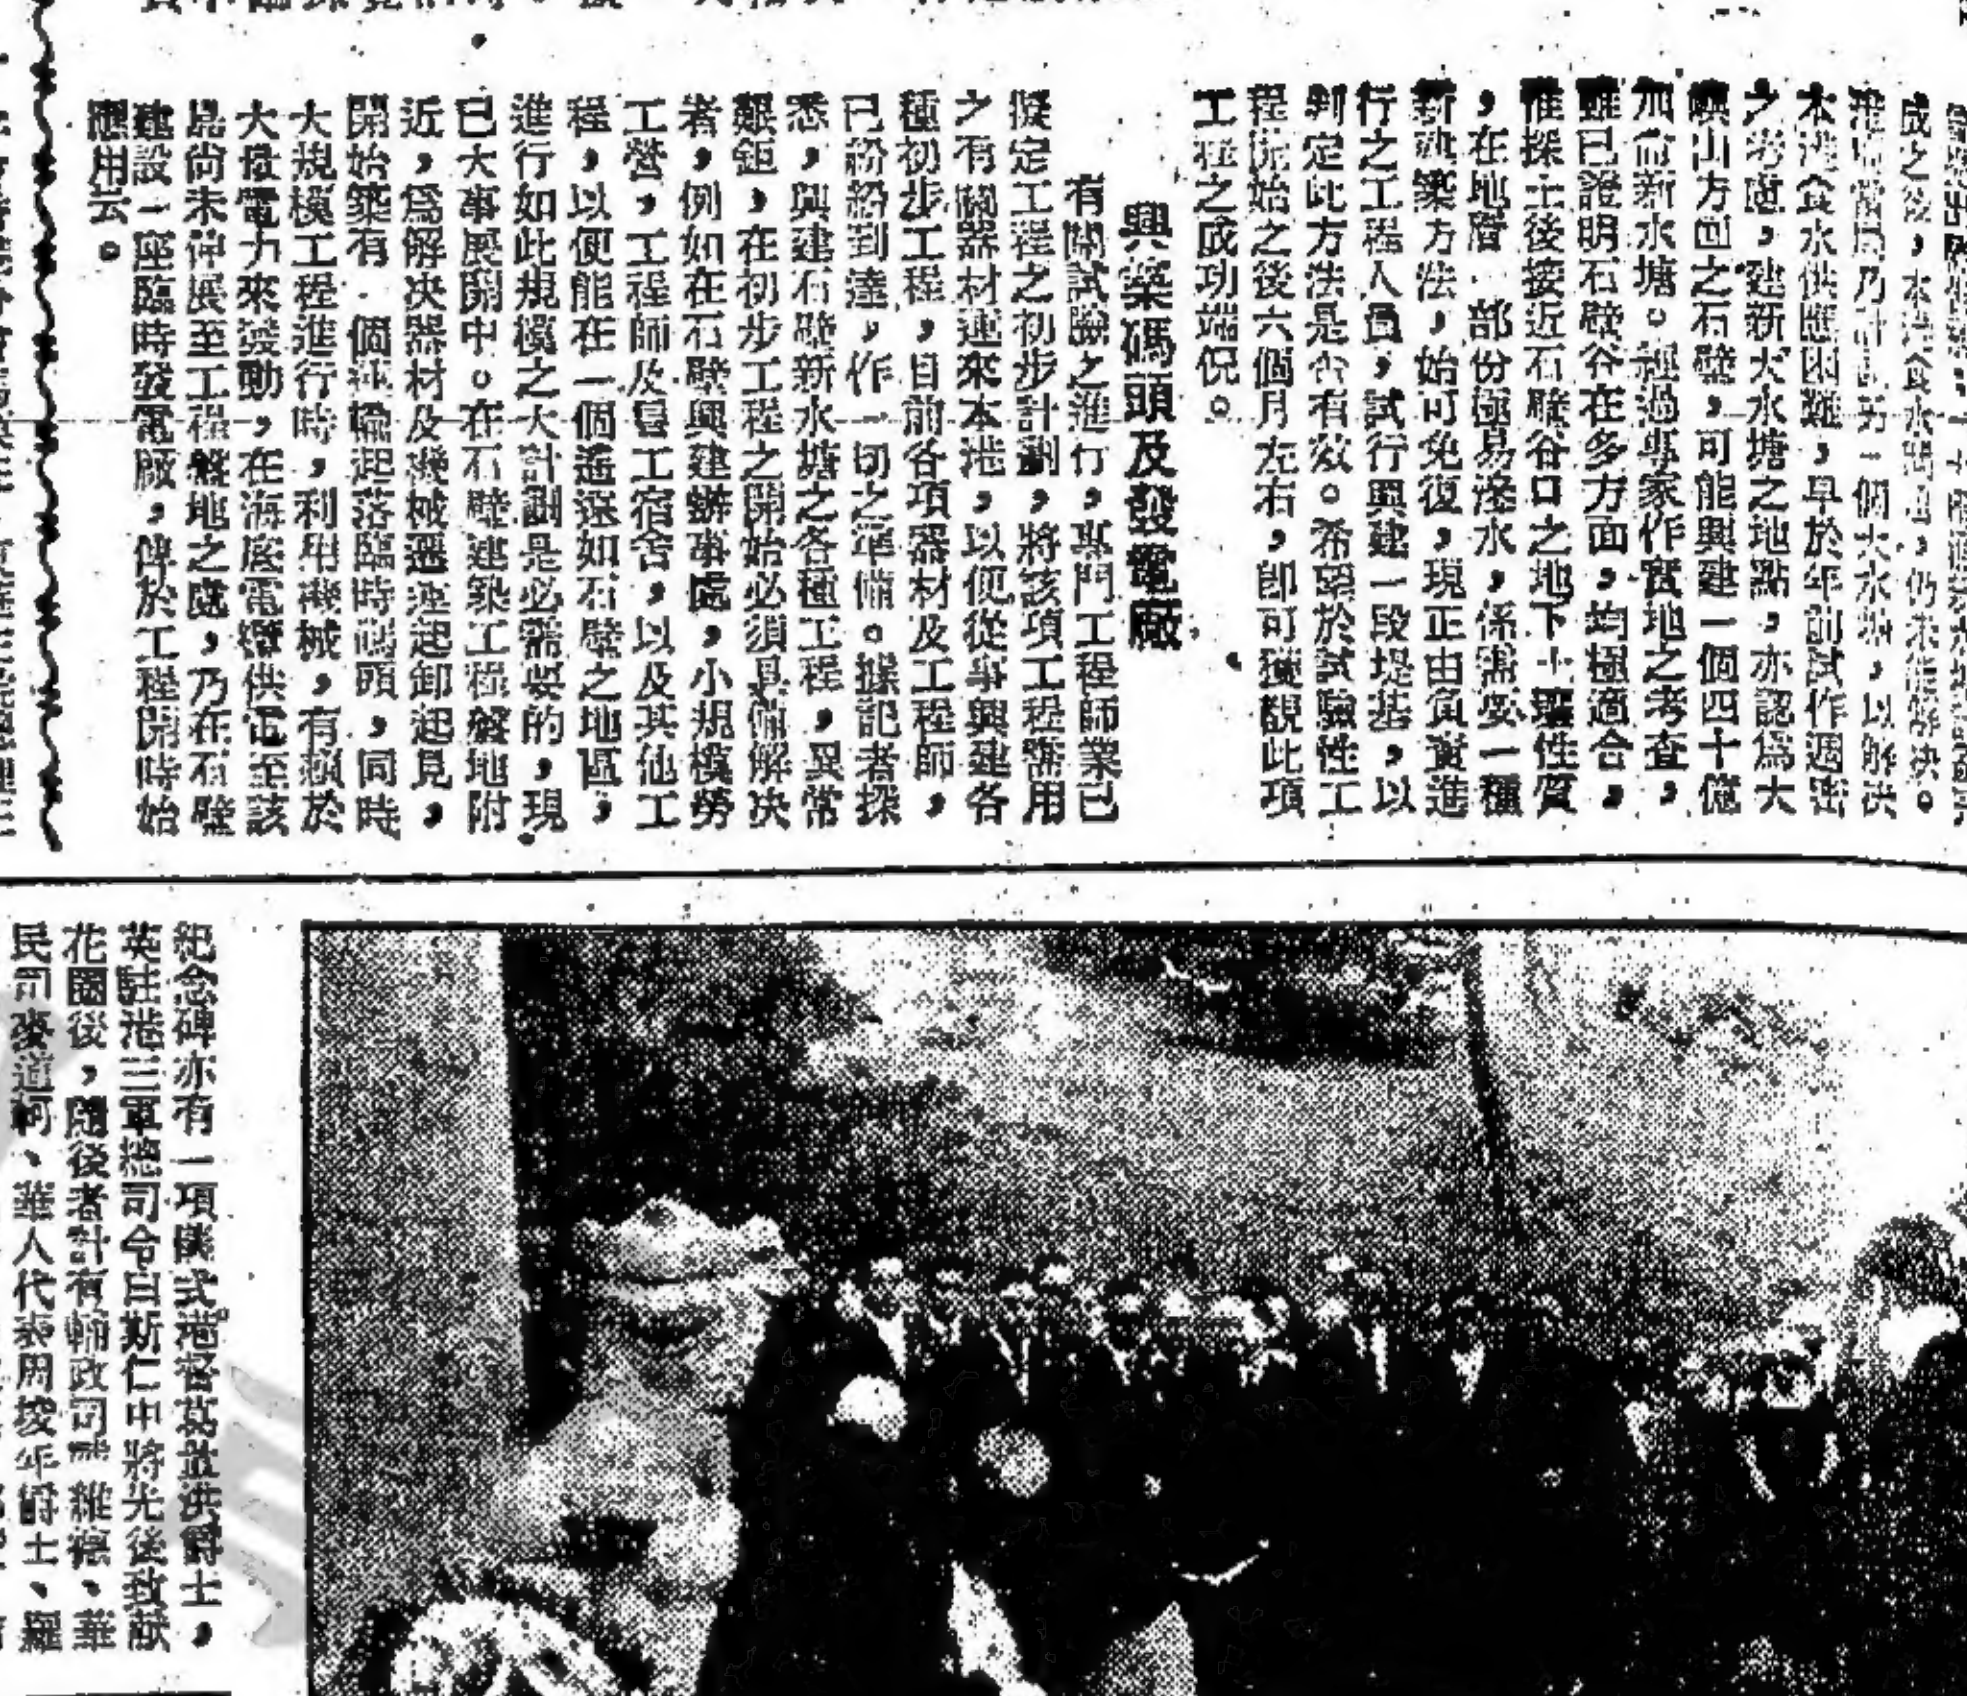 成之後，本港食水問題，仍未能解決。
本港食水供應困難，早於年前試作週密
之考慮，建新大水塘之地點，亦認爲大
嶼山方面之石壁，可能興建一個四十億
加侖新水塘。經過專家作實地之考查，
雖已證明石壁谷在多方面，均極適合，
惟探土後接近石壁谷口之地下土壤性質
，在地層一部份極易滲水，係需要一種
新建築方法，始可免復，現正由負責進
行之工程人員，試行興建一段堤基，以
判定此方法是否有效。希望於試驗性工
程開始之後六個月左右，卽可獲覩此項
工程之成功端倪。
興築碼頭及發電廠
有關試驗之進行，專門工程師業已
擬定工程之初步計劃，將該項工程需用
之有關器材運來本港，以便從事興建各
種初步工程，目前各項器材及工程師，
已紛紛到達，作一切之準備。據記者探
悉，興建石壁新水塘之各種工程，異常
艱鉅，在初步工程之開始必須具備解决
者，例如在石壁興建辦事處，小規模勞
工營，工程師及員工宿舍，以及其他工
程，以便能在一個遙遠如石壁之地區，
進行如此規模之大計劃是必需要的，現
已大事展開中。在石壁建築工程盤地附
近，爲解决器材及機械運送起卸起見，
開始築有一個運輸起落臨時碼頭，同時
大規模工程進行時，利用機械，有賴於
大量電力來發動，在海底電纜供電至該
島尚未伸展至工程盤地之處，乃在石壁
建設一座臨時發電廠，俾於工程開時始
應用云。
紀念碑亦有一項儀式港督葛量洪爵士，
英駐港三軍總司令白斯仁中將先後致献
花圈後，隨後者計有輔政司 維德、華
民司麥道軻、華人代表周埈年爵士、羅